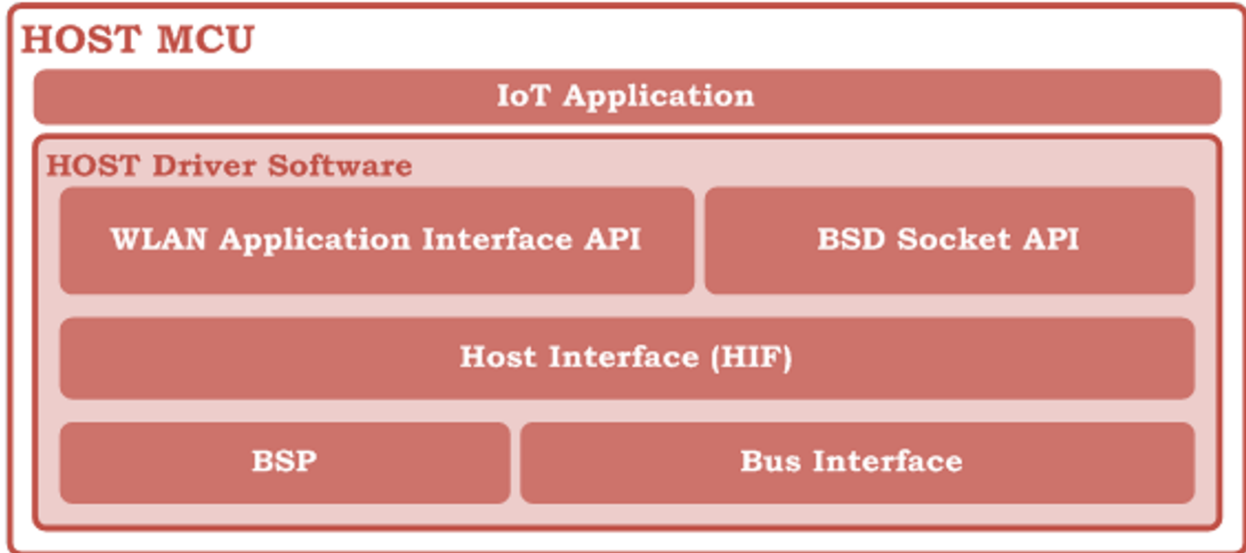 HOST MCU
IoT Application
HOST Driver Software
WLAN Application Interface API
BSD Socket API
Host Interface (HIF)
BSP
Bus Interface